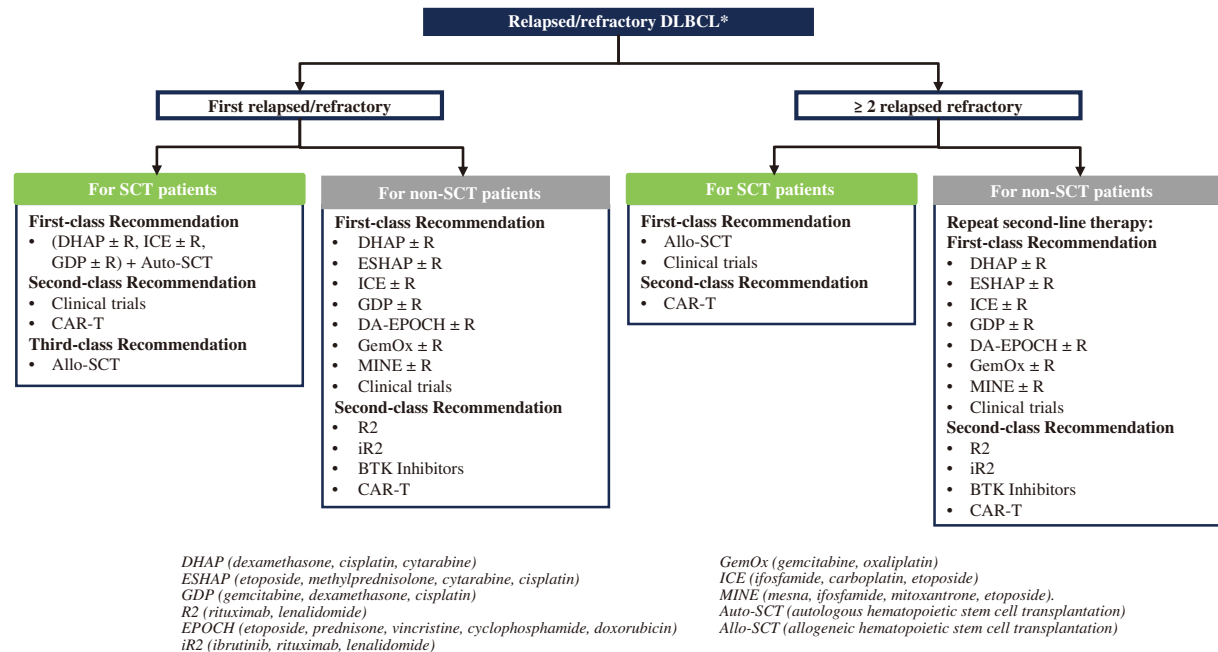 Relapsed/refractory DLBCL*
First relapsed/refractory
≥ 2 relapsed refractory
For SCT patients
First-class Recommendation
• (DHAP ± R, ICE ± R,
GDP ± R) + Auto-SCT
Second-class Recommendation
• Clinical trials
• CAR-T
Third-class Recommendation
• Allo-SCT
For non-SCT patients
First-class Recommendation
• DHAP ± R
• ESHAP ± R
• ICE ± R
• GDP ± R
• DA-EPOCH ± R
• GemOx ± R
• MINE ± R
• Clinical trials
Second-class Recommendation
• R2
• iR2
• BTK Inhibitors
• CAR-T
For SCT patients
First-class Recommendation
• Allo-SCT
• Clinical trials
Second-class Recommendation
• CAR-T
For non-SCT patients
Repeat second-line therapy:
First-class Recommendation
• DHAP ± R
• ESHAP ± R
• ICE ± R
• GDP ± R
• DA-EPOCH ± R
• GemOx ± R
• MINE ± R
• Clinical trials
Second-class Recommendation
• R2
• iR2
• BTK Inhibitors
• CAR-T
DHAP (dexamethasone, cisplatin, cytarabine)
ESHAP (etoposide, methylprednisolone, cytarabine, cisplatin)
GDP (gemcitabine, dexamethasone, cisplatin)
R2 (rituximab, lenalidomide)
EPOCH (etoposide, prednisone, vincristine, cyclophosphamide, doxorubicin)
iR2 (ibrutinib, rituximab, lenalidomide)
GemOx (gemcitabine, oxaliplatin)
ICE (ifosfamide, carboplatin, etoposide)
MINE (mesna, ifosfamide, mitoxantrone, etoposide).
Auto-SCT (autologous hematopoietic stem cell transplantation)
Allo-SCT (allogeneic hematopoietic stem cell transplantation)